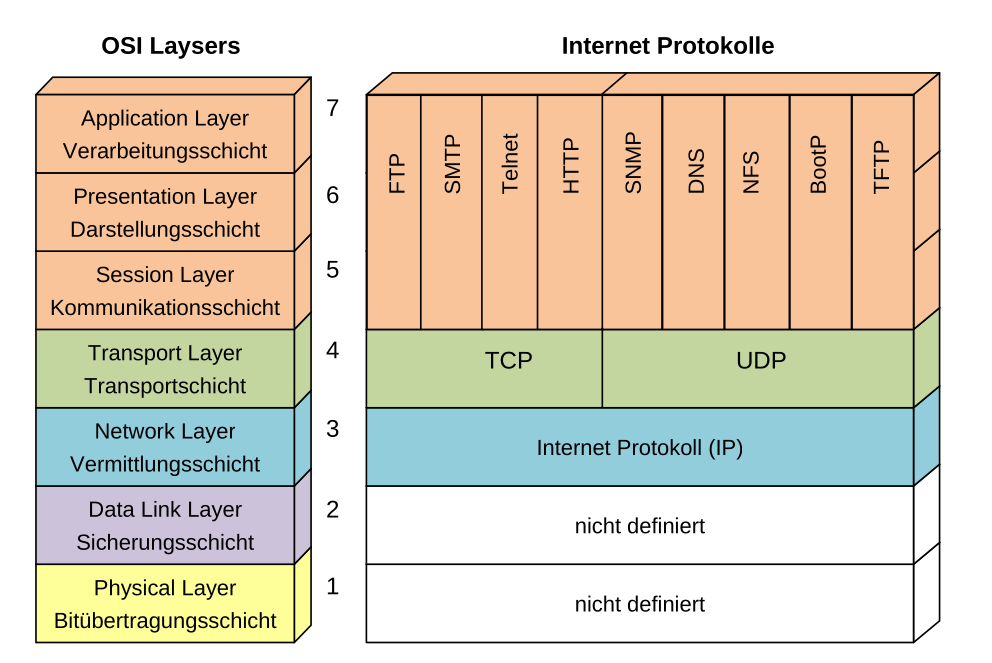 OSI Laysers
Internet Protokolle
Application Layer
Verarbeitungsschicht
7
Presentation Layer
Darstellungsschicht
6
Session Layer
Kommunikationsschicht
5
FTP
SMTP
Telnet
HTTP
SNMP
DNS
NFS
BootP
TFTP
Transport Layer
Transportschicht
4
TCP
UDP
Network Layer
Vermittlungsschicht
3
Internet Protokoll (IP)
Data Link Layer
Sicherungsschicht
2
nicht definiert
Physical Layer
Bitübertragungsschicht
1
nicht definiert